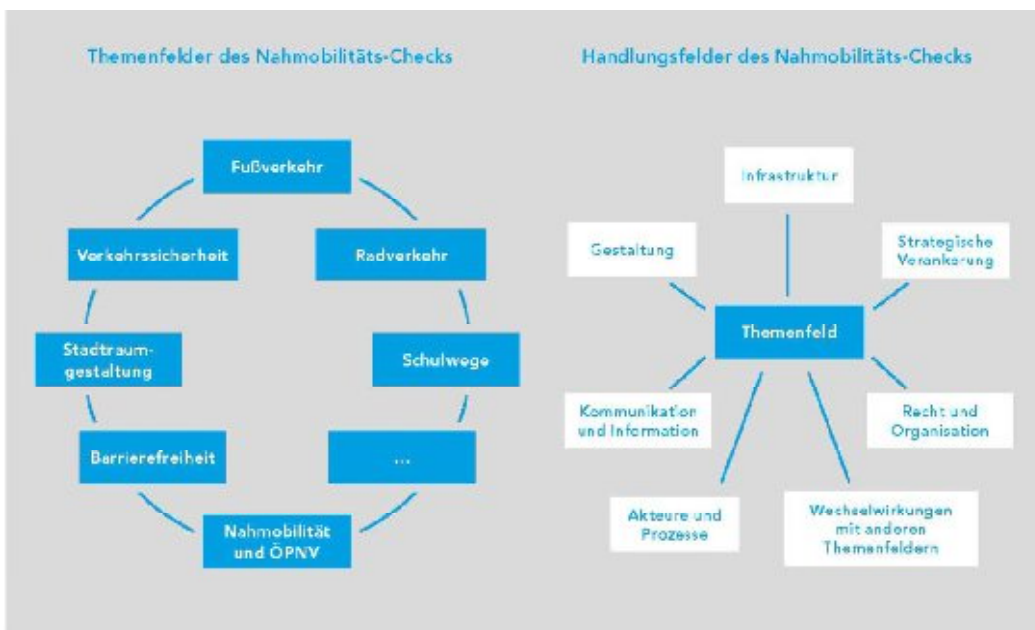 Themenfelder des Nahmobilitäts-Checks
Fußverkehr
Radverkehr
Schulwege
...
Nahmobilität
und ÖPNV
Barrierefreiheit
Stadtraum-
gestaltung
Verkehrssicherheit
Handlungsfelder des Nahmobilitäts-Checks
Infrastruktur
Strategische
Verankerung
Recht und
Organisation
Wechselwirkungen
mit anderen
Themenfeldern
Akteure und
Prozesse
Kommunikation
und Information
Gestaltung
Themenfeld